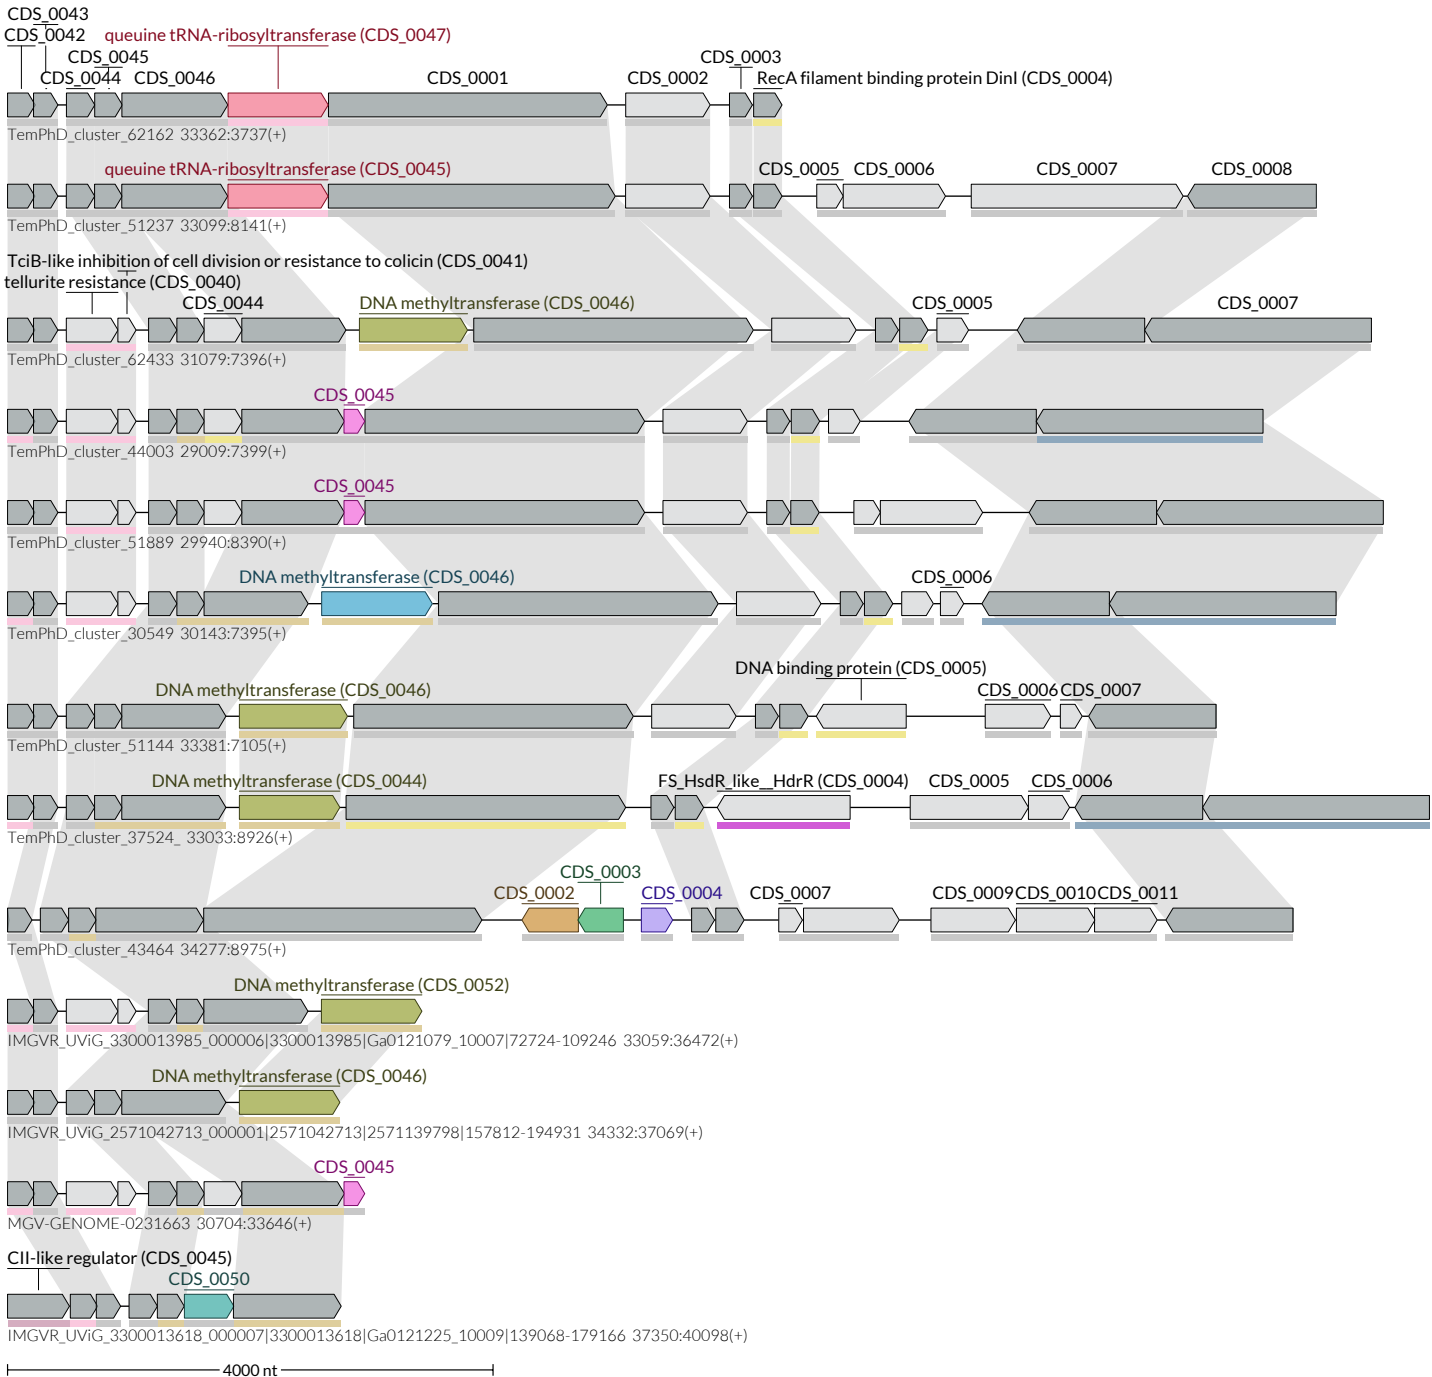 CDS_0043
CDS_0042 queuine tRNA-ribosyltransferase (CDS_0047)
CDS_0045 CDS_0003
CDS_0044 CDS_0046 CDS_0001 CDS_0002 RecA filament binding protein DinI (CDS_0004)
TemPhD_cluster_62162 33362:3737(+)
queuine tRNA-ribosyltransferase (CDS_0045) CDS_0005 CDS_0006 CDS_0007 CDS_0008
TemPhD_cluster_51237 33099:8141(+)
TciB-like inhibition of cell division or resistance to colicin (CDS_0041)
tellurite resistance (CDS_0040)
CDS_0044 DNA methyltransferase (CDS_0046) CDS_0005 CDS_0007
TemPhD_cluster_62433 31079:7396(+)
CDS_0045
TemPhD_cluster_44003 29009:7399(+)
CDS_0045
TemPhD_cluster_51889 29940:8390(+)
DNA methyltransferase (CDS_0046) CDS_0006
TemPhD_cluster_30549 30143:7395(+)
DNA binding protein (CDS_0005)
DNA methyltransferase (CDS_0046) CDS_0006 CDS_0007
TemPhD_cluster_51144 33381:7105(+)
DNA methyltransferase (CDS_0044) FS_HsdR_like__HdrR (CDS_0004) CDS_0005 CDS_0006
TemPhD_cluster_37524_ 33033:8926(+)
CDS_0003
CDS_0002 CDS_0004 CDS_0007 CDS_0009 CDS_0010 CDS_0011
TemPhD_cluster_43464 34277:8975(+)
DNA methyltransferase (CDS_0052)
IMGVR_UViG_3300013985_000006|3300013985|Ga0121079_10007|72724-109246 33059:36472(+)
DNA methyltransferase (CDS_0046)
IMGVR_UViG_2571042713_000001|2571042713|2571139798|157812-194931 34332:37069(+)
CDS_0045
MGV-GENOME-0231663 30704:33646(+)
CII-like regulator (CDS_0045)
CDS_0050
IMGVR_UViG_3300013618_000007|3300013618|Ga0121225_10009|139068-179166 37350:40098(+)
4000 nt